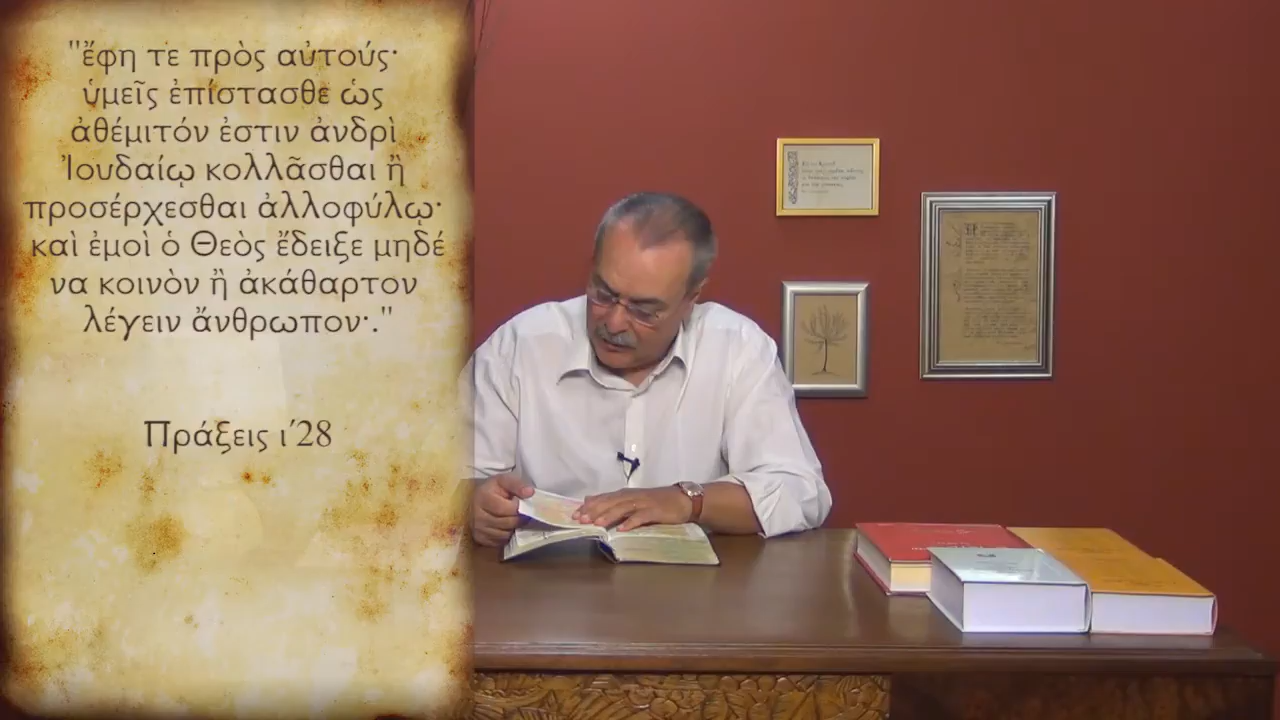 "ἔφη τε πρὸς αὐτούς·
ὑμεῖς ἐπίστασθε ὡς
ἀθέμιτόν ἐστιν ἀνδρὶ
Ἰουδαίῳ κολλᾶσθαι ἢ
προσέρχεσθαι ἀλλοφύλῳ·
καὶ ἐμοὶ ὁ Θεὸς ἔδειξε μηδέ
να κοινὸν ἢ ἀκάθαρτον
λέγειν ἄνθρωπον·."
Πράξεις ι΄28